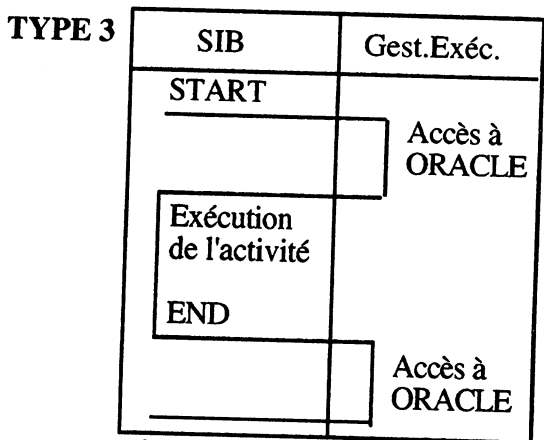 TYPE 3
SIB
Gest.Exéc.
START
Accès à
ORACLE
Exécution
de l'activité
END
Accès à
ORACLE